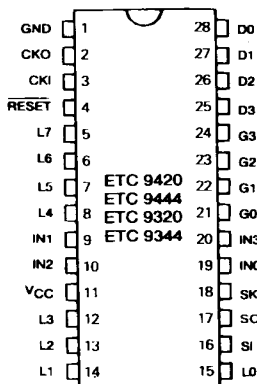 GND 1 28 D0
CKO 2 27 D1
CKI 3 26 D2
RESET 4 25 D3
L7 5 24 G3
L6 6 23 G2
L5 7 ETC 9420 22 G1
L4 8 ETC 9444 21 G0
IN1 9 ETC 9320 20 IN3
IN2 10 ETC 9344 19 IN0
VCC 11 18 SK
L3 12 17 SO
L2 13 16 SI
L1 14 15 L0